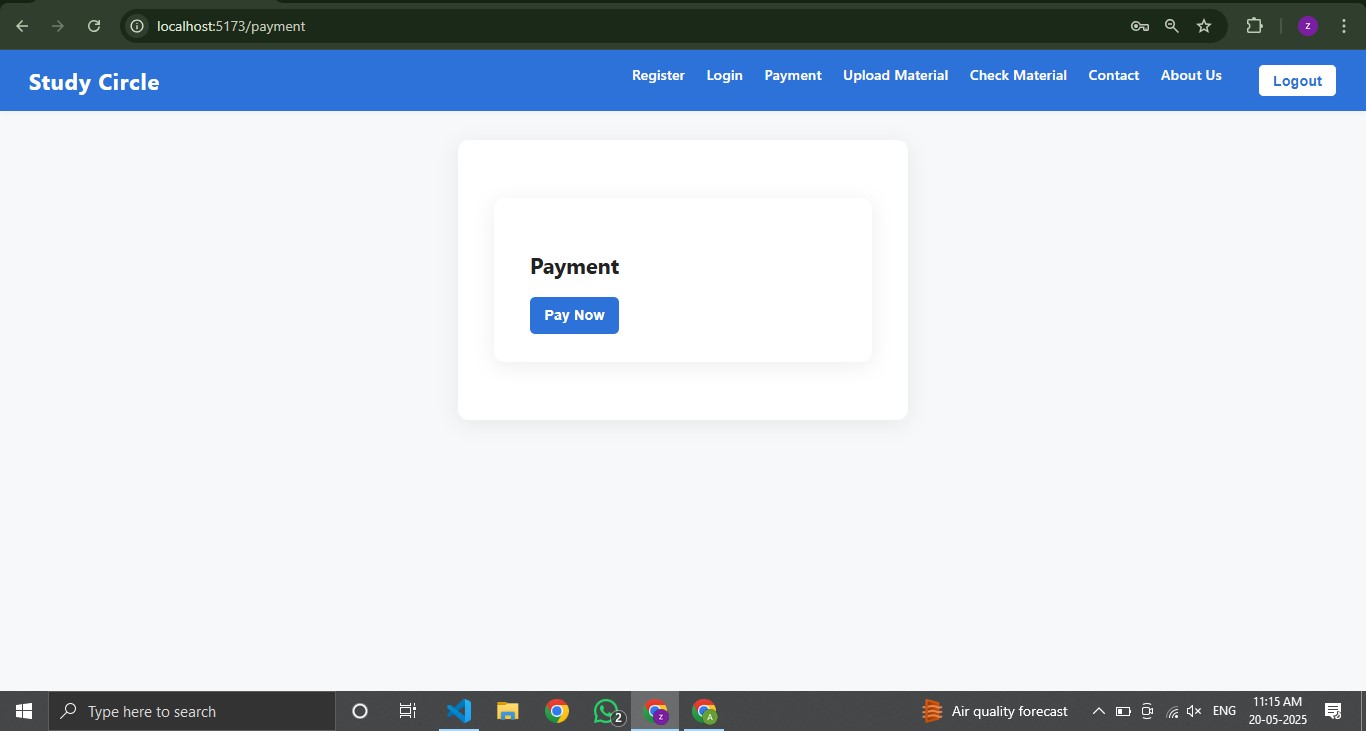 localhost:5173/payment
z
Study Circle
Register Login Payment Upload Material Check Material Contact About Us Logout
Payment
Pay Now
Type here to search
2
z
A
Air quality forecast
ENG
11:15 AM
20-05-2025